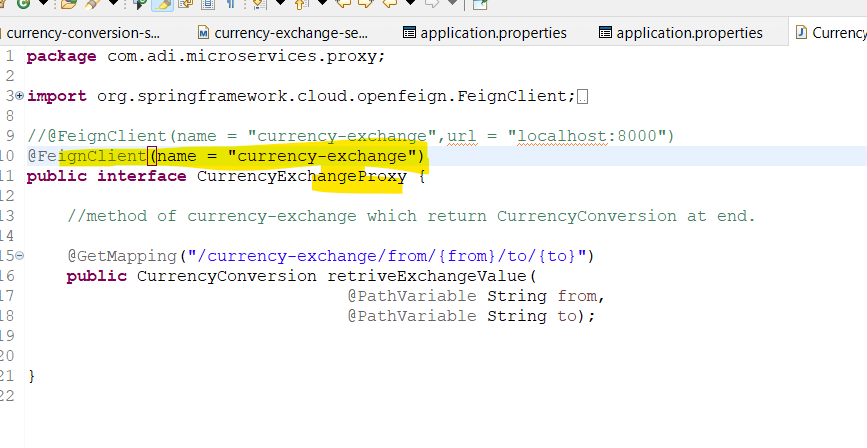 currency-conversion-s...
currency-exchange-se...
application.properties
application.properties
Currency
1 package com.adi.microservices.proxy;
2
3 import org.springframework.cloud.openfeign.FeignClient;
8
9 //@FeignClient(name = "currency-exchange",url = "localhost:8000")
10 @FeignClient(name = "currency-exchange")
11 public interface CurrencyExchangeProxy {
12
13 //method of currency-exchange which return CurrencyConversion at end.
14
15 @GetMapping("/currency-exchange/from/{from}/to/{to}")
16 public CurrencyConversion retriveExchangeValue(
17 @PathVariable String from,
18 @PathVariable String to);
19
20
21 }
22